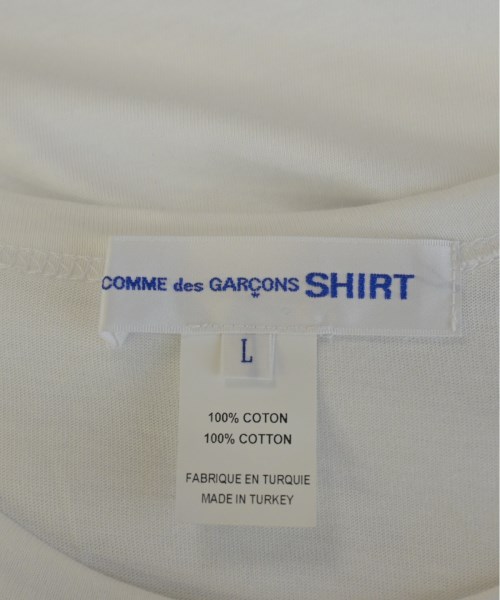 COMME des GARÇONS SHIRT
L
100% COTON
100% COTTON
FABRIQUE EN TURQUIE
MADE IN TURKEY